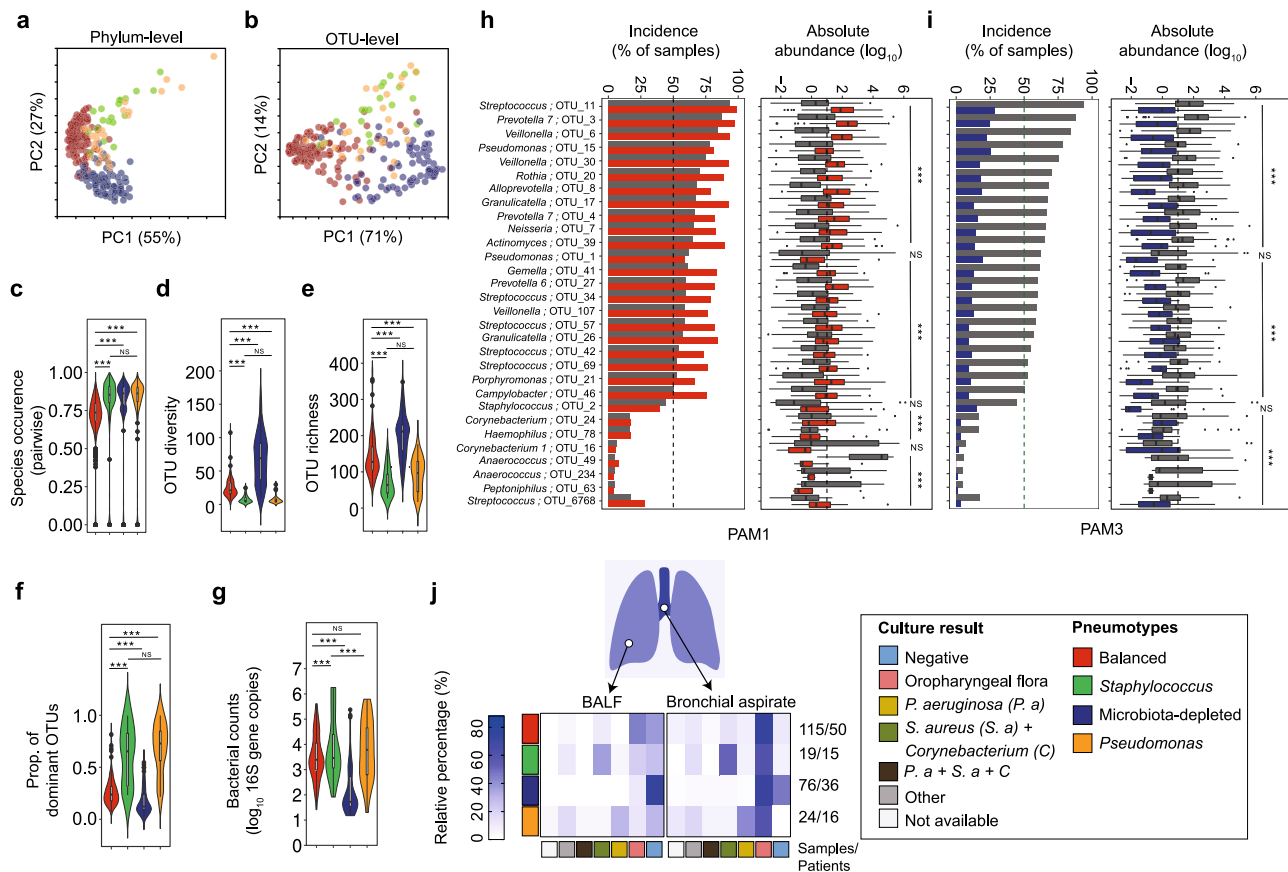 a
b
h
i
Phylum-level
OTU-level
PC2 (27%)
PC1 (55%)
PC2 (14%)
PC1 (71%)
Incidence
(% of samples)
Absolute
abundance (log10)
Incidence
(% of samples)
Absolute
abundance (log10)
0 25 50 75 100
−2 0 2 4 6
0 25 50 75 100
−2 0 2 4 6
Streptococcus ; OTU_11
Prevotella 7 ; OTU_3
Veillonella ; OTU_6
Pseudomonas ; OTU_15
Veillonella ; OTU_30
Rothia ; OTU_20
Alloprevotella ; OTU_8
Granulicatella ; OTU_17
Prevotella 7 ; OTU_4
Neisseria ; OTU_7
Actinomyces ; OTU_39
Pseudomonas ; OTU_1
Gemella ; OTU_41
Prevotella 6 ; OTU_27
Streptococcus ; OTU_34
Veillonella ; OTU_107
Streptococcus ; OTU_57
Granulicatella ; OTU_26
Streptococcus ; OTU_42
Streptococcus ; OTU_69
Porphyromonas ; OTU_21
Campylobacter ; OTU_46
Staphylococcus ; OTU_2
Corynebacterium ; OTU_24
Haemophilus ; OTU_78
Corynebacterium 1 ; OTU_16
Anaerococcus ; OTU_49
Anaerococcus ; OTU_234
Peptoniphilus ; OTU_63
Streptococcus ; OTU_6768
***
NS
***
NS
***
NS
***
***
NS
***
NS
***
PAM1
PAM3
c
d
e
Species occurence
(pairwise)
1.00
0.75
0.50
0.25
0.00
***
***
***
NS
OTU diversity
200
150
100
50
0
***
***
***
NS
OTU richness
400
300
200
100
0
***
***
***
NS
f
g
Prop. of
dominant OTUs
1.0
0.5
0.0
***
***
***
NS
Bacterial counts
(log10 16S gene copies)
7
6
5
4
3
2
1
0
NS
***
***
***
j
Relative percentage (%)
80
60
40
20
0
BALF
Bronchial aspirate
115/50
19/15
76/36
24/16
Samples/
Patients
Culture result
Negative
Oropharyngeal flora
P. aeruginosa (P. a)
S. aureus (S. a) +
Corynebacterium (C)
P. a + S. a + C
Other
Not available
Pneumotypes
Balanced
Staphylococcus
Microbiota-depleted
Pseudomonas